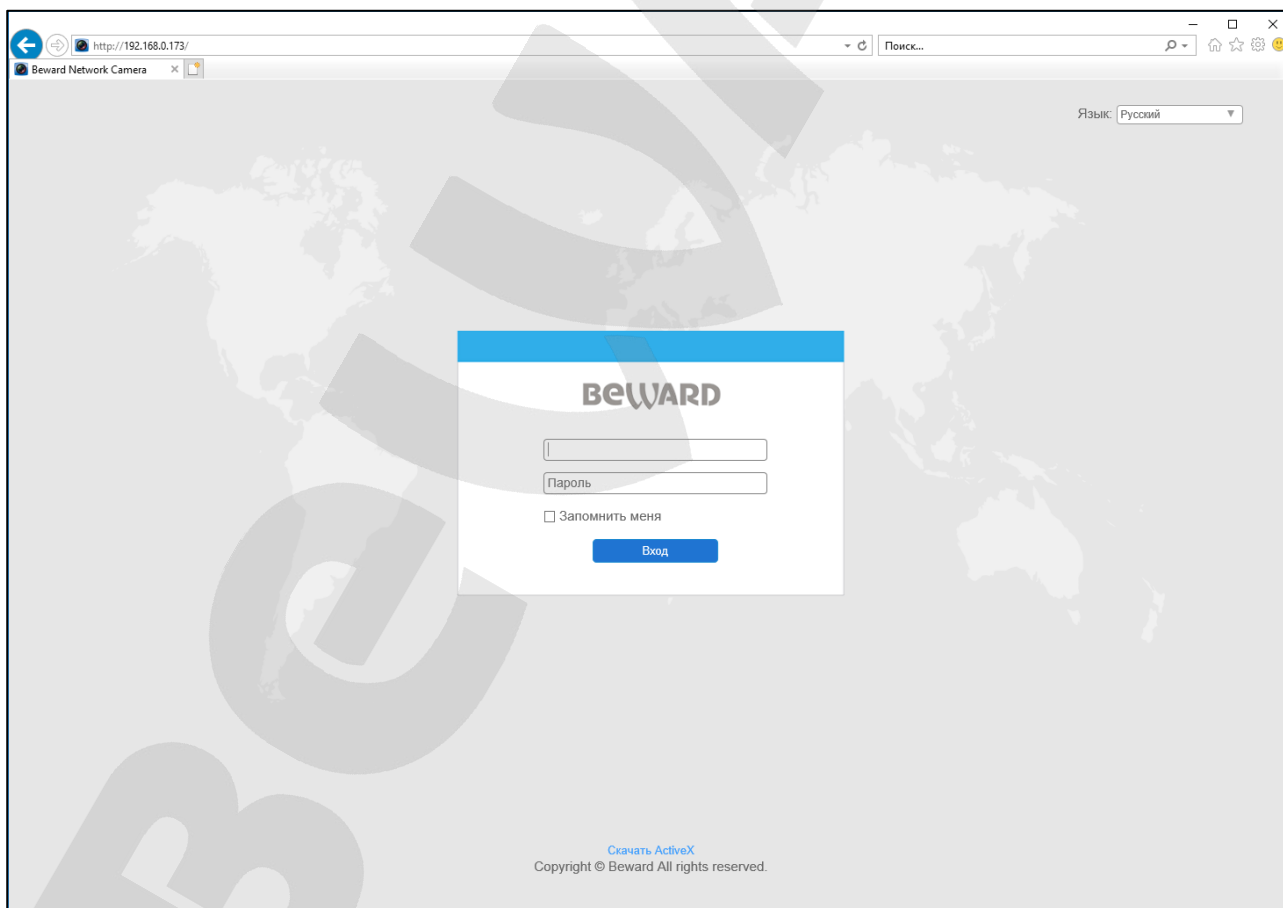 http://192.168.0.173/
Поиск...
Beward Network Camera
Язык: Русский
BEWARD
Пароль
Запомнить меня
Вход
Скачать ActiveX
Copyright © Beward All rights reserved.